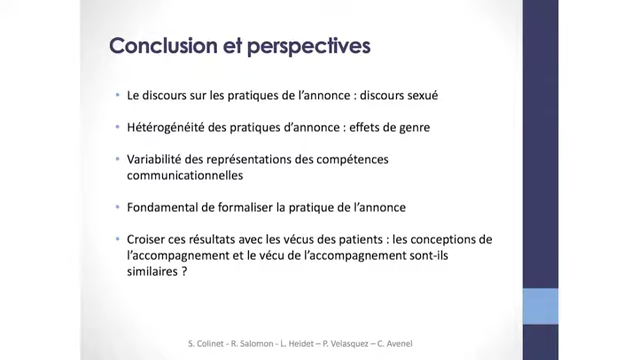 Conclusion et perspectives
• Le discours sur les pratiques de l'annonce : discours sexué
• Hétérogénéité des pratiques d'annonce : effets de genre
• Variabilité des représentations des compétences
communicationnelles
• Fondamental de formaliser la pratique de l'annonce
• Croiser ces résultats avec les vécus des patients : les conceptions de
l'accompagnement et le vécu de l'accompagnement sont-ils
similaires ?
S. Colinet - R. Salomon - L. Heidet – P. Velasquez – C. Avenel